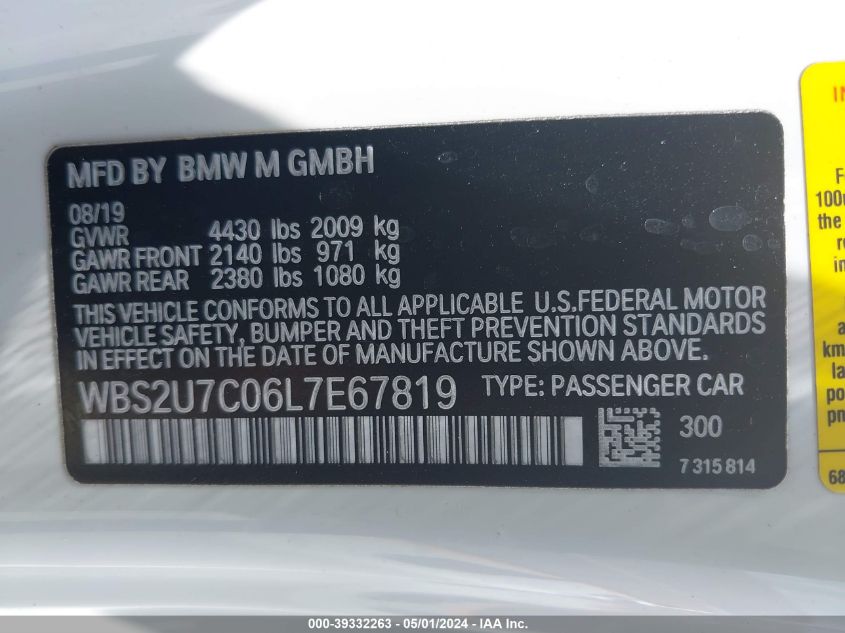 MFD BY BMW M GMBH
08/19
GVWR 4430 lbs 2009 kg
GAWR FRONT 2140 lbs 971 kg
GAWR REAR 2380 lbs 1080 kg
THIS VEHICLE CONFORMS TO ALL APPLICABLE U.S.FEDERAL MOTOR
VEHICLE SAFETY, BUMPER AND THEFT PREVENTION STANDARDS
IN EFFECT ON THE DATE OF MANUFACTURE SHOWN ABOVE.
WBS2U7C06L7E67819 TYPE: PASSENGER CAR
300
7 315 814
000-39332263 - 05/01/2024 - IAA Inc.